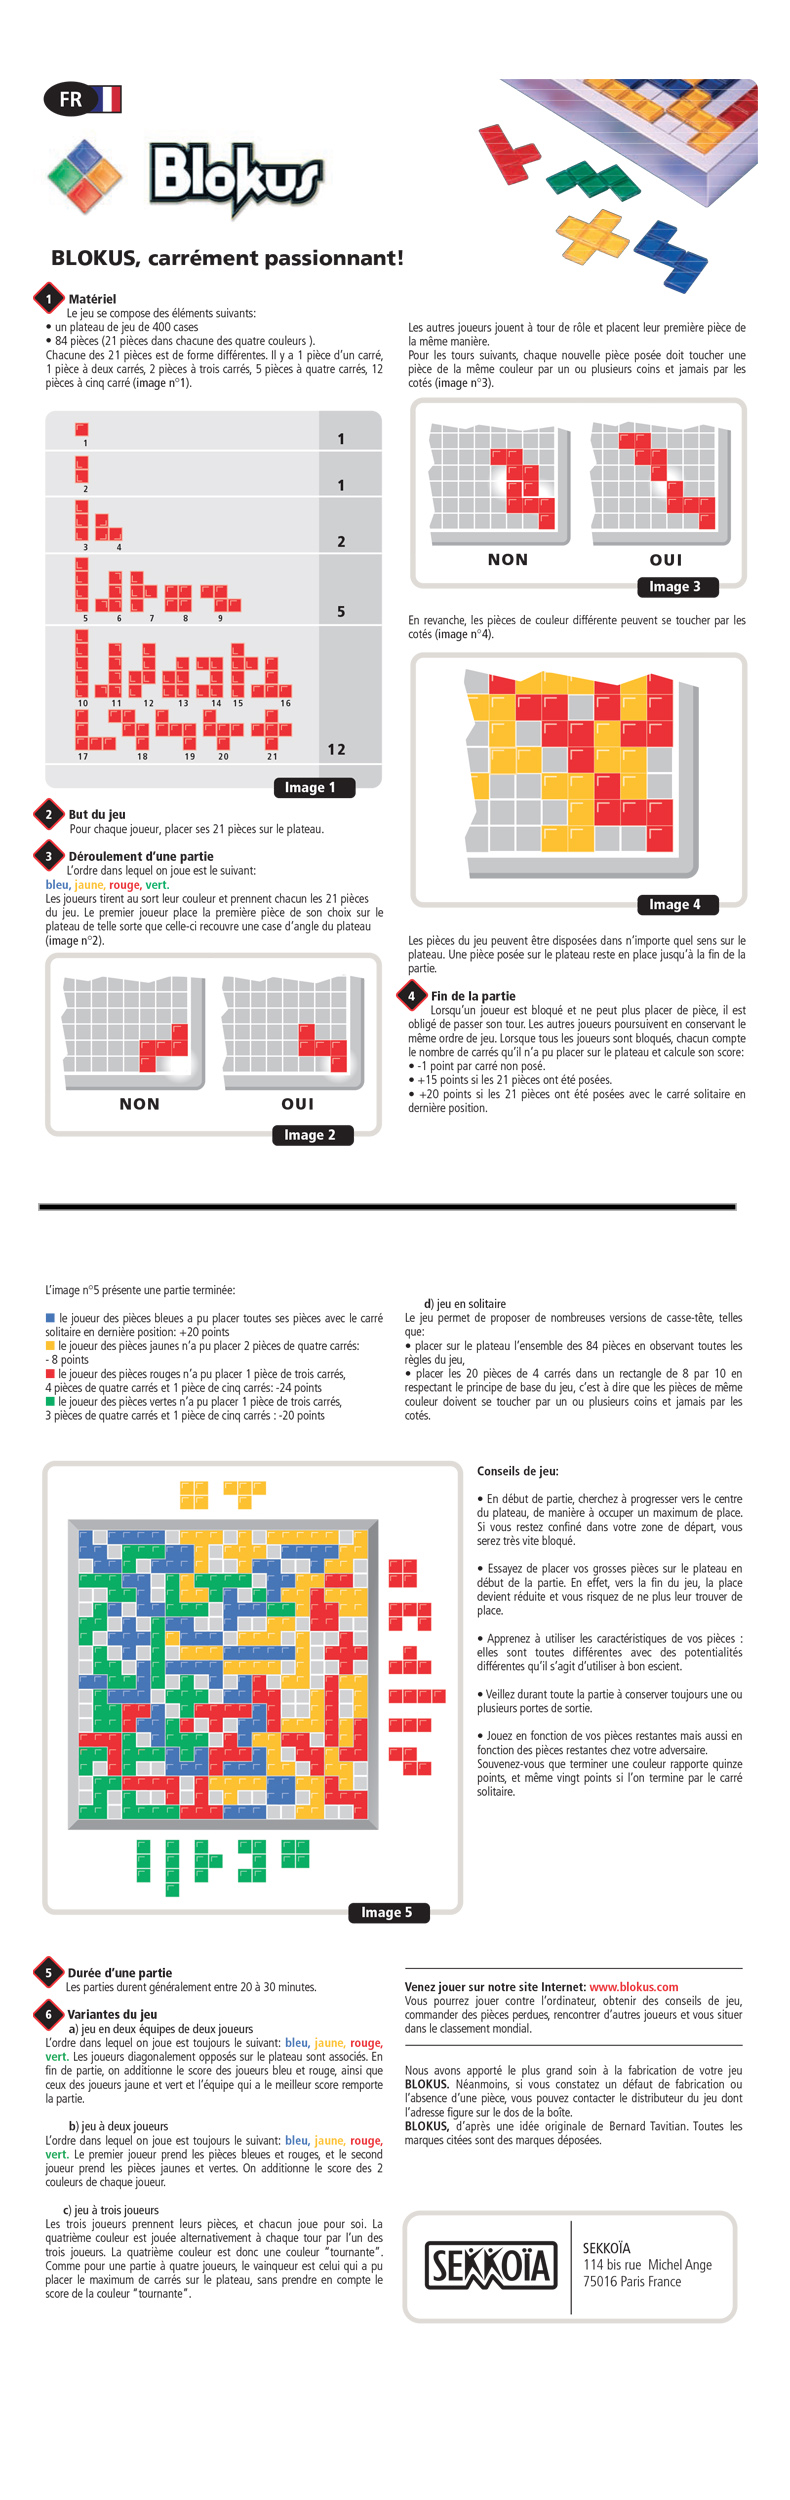 FR
Blokus
BLOKUS, carrément passionnant!
1 Matériel
Le jeu se compose des éléments suivants:
• un plateau de jeu de 400 cases
• 84 pièces (21 pièces dans chacune des quatre couleurs ).
Chacune des 21 pièces est de forme différentes. Il y a 1 pièce d'un carré,
1 pièce à deux carrés, 2 pièces à trois carrés, 5 pièces à quatre carrés, 12
pièces à cinq carré (image n°1).
1
1
2
1
3 4
2
5 6 7 8 9
5
10 11 12 13 14 15 16
17 18 19 20 21
12
Image 1
2 But du jeu
Pour chaque joueur, placer ses 21 pièces sur le plateau.
3 Déroulement d'une partie
L'ordre dans lequel on joue est le suivant:
bleu, jaune, rouge, vert.
Les joueurs tirent au sort leur couleur et prennent chacun les 21 pièces
du jeu. Le premier joueur place la première pièce de son choix sur le
plateau de telle sorte que celle-ci recouvre une case d'angle du plateau
(image n°2).
NON OUI
Image 2
Les autres joueurs jouent à tour de rôle et placent leur première pièce de
la même manière.
Pour les tours suivants, chaque nouvelle pièce posée doit toucher une
pièce de la même couleur par un ou plusieurs coins et jamais par les
cotés (image n°3).
NON OUI
Image 3
En revanche, les pièces de couleur différente peuvent se toucher par les
cotés (image n°4).
Image 4
Les pièces du jeu peuvent être disposées dans n'importe quel sens sur le
plateau. Une pièce posée sur le plateau reste en place jusqu'à la fin de la
partie.
4 Fin de la partie
Lorsqu'un joueur est bloqué et ne peut plus placer de pièce, il est
obligé de passer son tour. Les autres joueurs poursuivent en conservant le
même ordre de jeu. Lorsque tous les joueurs sont bloqués, chacun compte
le nombre de carrés qu'il n'a pu placer sur le plateau et calcule son score:
• -1 point par carré non posé.
• +15 points si les 21 pièces ont été posées.
• +20 points si les 21 pièces ont été posées avec le carré solitaire en
dernière position.
L'image n°5 présente une partie terminée:
le joueur des pièces bleues a pu placer toutes ses pièces avec le carré
solitaire en dernière position: +20 points
le joueur des pièces jaunes n'a pu placer 2 pièces de quatre carrés:
- 8 points
le joueur des pièces rouges n'a pu placer 1 pièce de trois carrés,
4 pièces de quatre carrés et 1 pièce de cinq carrés: -24 points
le joueur des pièces vertes n'a pu placer 1 pièce de trois carrés,
3 pièces de quatre carrés et 1 pièce de cinq carrés : -20 points
d) jeu en solitaire
Le jeu permet de proposer de nombreuses versions de casse-tête, telles
que:
• placer sur le plateau l'ensemble des 84 pièces en observant toutes les
règles du jeu,
• placer les 20 pièces de 4 carrés dans un rectangle de 8 par 10 en
respectant le principe de base du jeu, c'est à dire que les pièces de même
couleur doivent se toucher par un ou plusieurs coins et jamais par les
cotés.
Image 5
Conseils de jeu:
• En début de partie, cherchez à progresser vers le centre
du plateau, de manière à occuper un maximum de place.
Si vous restez confiné dans votre zone de départ, vous
serez très vite bloqué.
• Essayez de placer vos grosses pièces sur le plateau en
début de la partie. En effet, vers la fin du jeu, la place
devient réduite et vous risquez de ne plus leur trouver de
place.
• Apprenez à utiliser les caractéristiques de vos pièces :
elles sont toutes différentes avec des potentialités
différentes qu'il s'agit d'utiliser à bon escient.
• Veillez durant toute la partie à conserver toujours une ou
plusieurs portes de sortie.
• Jouez en fonction de vos pièces restantes mais aussi en
fonction des pièces restantes chez votre adversaire.
Souvenez-vous que terminer une couleur rapporte quinze
points, et même vingt points si l'on termine par le carré
solitaire.
5 Durée d'une partie
Les parties durent généralement entre 20 à 30 minutes.
6 Variantes du jeu
a) jeu en deux équipes de deux joueurs
L'ordre dans lequel on joue est toujours le suivant: bleu, jaune, rouge,
vert. Les joueurs diagonalement opposés sur le plateau sont associés. En
fin de partie, on additionne le score des joueurs bleu et rouge, ainsi que
ceux des joueurs jaune et vert et l'équipe qui a le meilleur score remporte
la partie.
b) jeu à deux joueurs
L'ordre dans lequel on joue est toujours le suivant: bleu, jaune, rouge,
vert. Le premier joueur prend les pièces bleues et rouges, et le second
joueur prend les pièces jaunes et vertes. On additionne le score des 2
couleurs de chaque joueur.
c) jeu à trois joueurs
Les trois joueurs prennent leurs pièces, et chacun joue pour soi. La
quatrième couleur est jouée alternativement à chaque tour par l'un des
trois joueurs. La quatrième couleur est donc une couleur "tournante".
Comme pour une partie à quatre joueurs, le vainqueur est celui qui a pu
placer le maximum de carrés sur le plateau, sans prendre en compte le
score de la couleur "tournante".
Venez jouer sur notre site Internet: www.blokus.com
Vous pourrez jouer contre l'ordinateur, obtenir des conseils de jeu,
commander des pièces perdues, rencontrer d'autres joueurs et vous situer
dans le classement mondial.
Nous avons apporté le plus grand soin à la fabrication de votre jeu
BLOKUS. Néanmoins, si vous constatez un défaut de fabrication ou
l'absence d'une pièce, vous pouvez contacter le distributeur du jeu dont
l'adresse figure sur le dos de la boîte.
BLOKUS, d'après une idée originale de Bernard Tavitian. Toutes les
marques citées sont des marques déposées.
SEKKOÏA
SEKKOÏA
114 bis rue Michel Ange
75016 Paris France